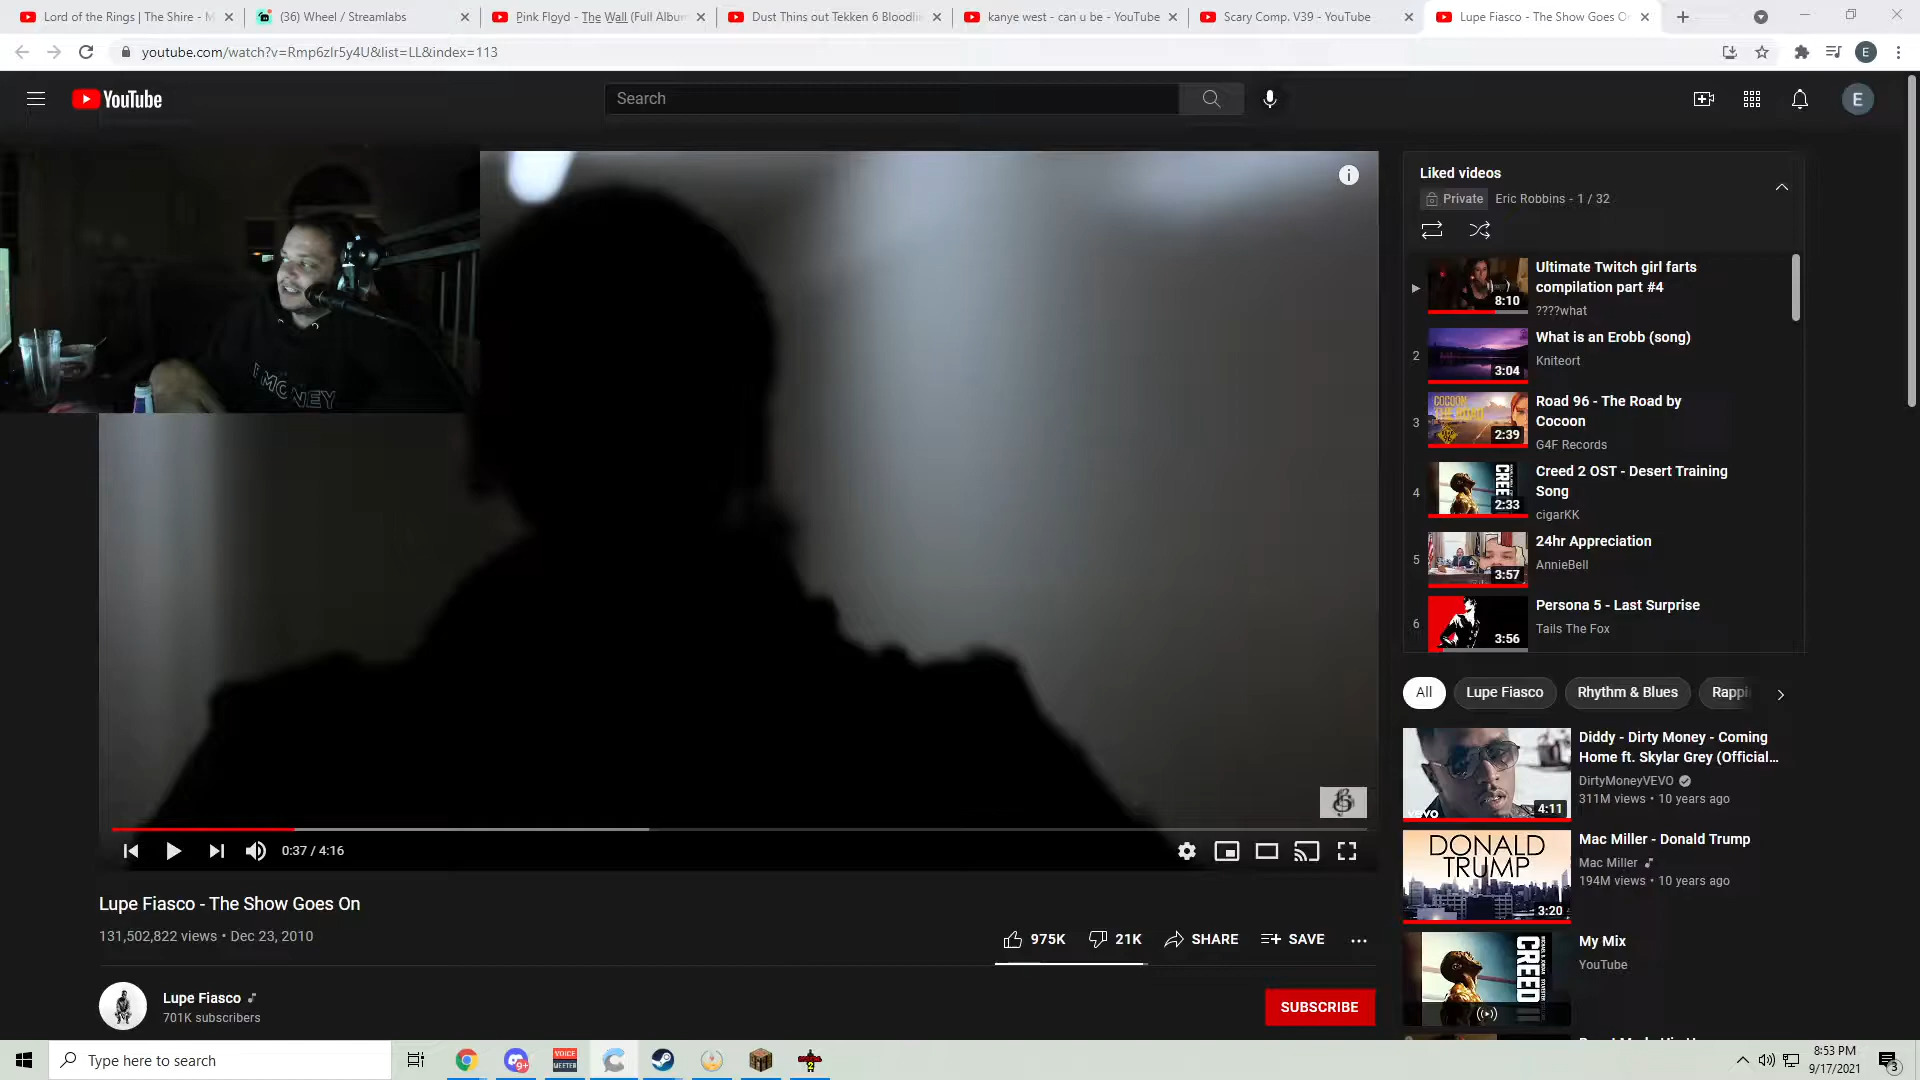 Lord of the Rings | The Shire - M
(36) Wheel / Streamlabs
Pink Floyd - The Wall (Full Album
Dust Thins out Tekken 6 Bloodli
kanye west - can u be - YouTube
Scary Comp. V39 - YouTube
Lupe Fiasco - The Show Goes O
youtube.com/watch?v=Rmp6zlr5y4U&list=LL&index=113
E
YouTube
Search
E
MONEY
Liked videos
Private
Eric Robbins - 1 / 32
Ultimate Twitch girl farts
compilation part #4
8:10
????what
2
What is an Erobb (song)
3:04
Kniteort
3
Road 96 - The Road by
Cocoon
2:39
G4F Records
4
Creed 2 OST - Desert Training
Song
CREED
2:33
cigarKK
5
24hr Appreciation
3:57
AnnieBell
6
Persona 5 - Last Surprise
3:56
Tails The Fox
All
Lupe Fiasco
Rhythm & Blues
Rappi
Diddy - Dirty Money - Coming
Home ft. Skylar Grey (Official...
DirtyMoneyVEVO
311M views • 10 years ago
vevo
4:11
DONALD
TRUMP
3:20
Mac Miller - Donald Trump
Mac Miller
194M views • 10 years ago
CREED II
My Mix
YouTube
0:37 / 4:16
Lupe Fiasco - The Show Goes On
131,502,822 views • Dec 23, 2010
975K
21K
SHARE
SAVE
Lupe Fiasco
701K subscribers
SUBSCRIBE
Type here to search
9+
VOICE
MEETER
8:53 PM
9/17/2021
3